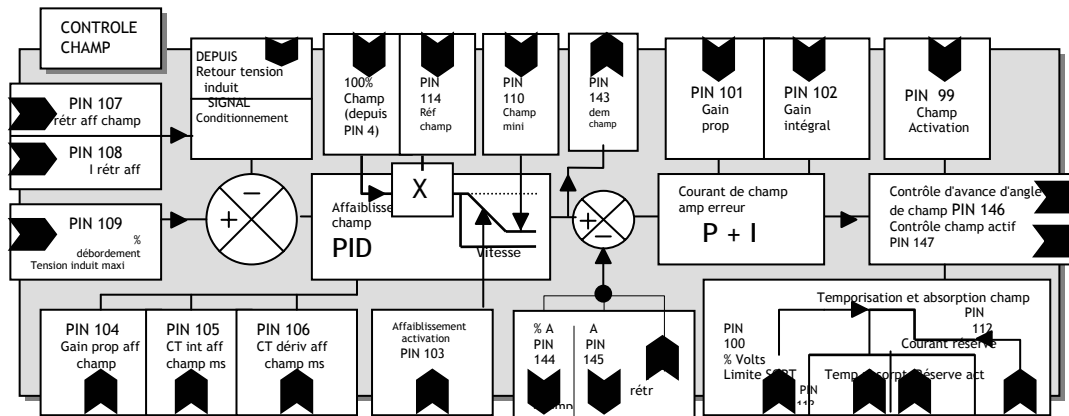 CONTROLE
CHAMP
PIN 107
rétr aff champ
PIN 108
I rétr aff
PIN 109
%
débordement
Tension induit maxi
DEPUIS
Retour tension
induit
SIGNAL
Conditionnement
100%
Champ
(depuis
PIN 4)
PIN
114
Réf
champ
PIN
110
Champ
mini
PIN
143
dem
champ
PIN 101
Gain
prop
PIN 102
Gain
intégral
PIN 99
Champ
Activation
−
+
Affaiblisse
champ
PID
X
Vitesse
+
−
Courant de champ
amp erreur
P + I
Contrôle d'avance d'angle
de champ PIN 146
Contrôle champ actif
PIN 147
PIN 104
Gain prop aff
champ
PIN 105
CT int aff
champ ms
PIN 106
CT dériv aff
champ ms
Affaiblissement
activation
PIN 103
% A
PIN
144
A
PIN
145
rétr
Temporisation et absorption champ
PIN
112
PIN
100
% Volts
Limite
Courant réserve
Réserve act
PIN
113